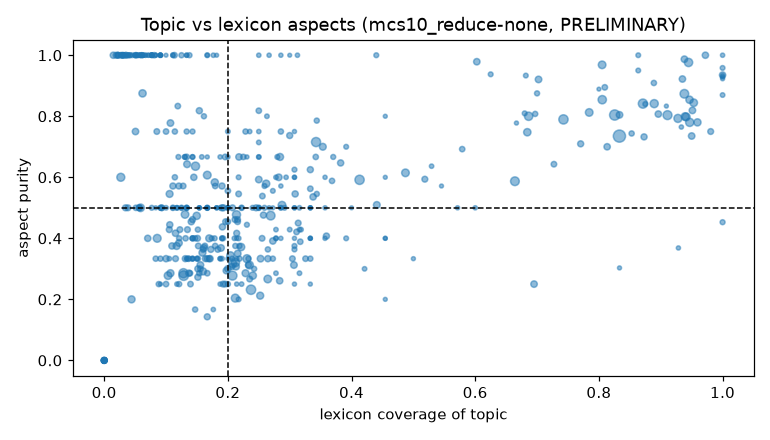 Topic vs lexicon aspects (mcs10_reduce-none, PRELIMINARY)
aspect purity
1.0
0.8
0.6
0.4
0.2
0.0
0.0 0.2 0.4 0.6 0.8 1.0
lexicon coverage of topic